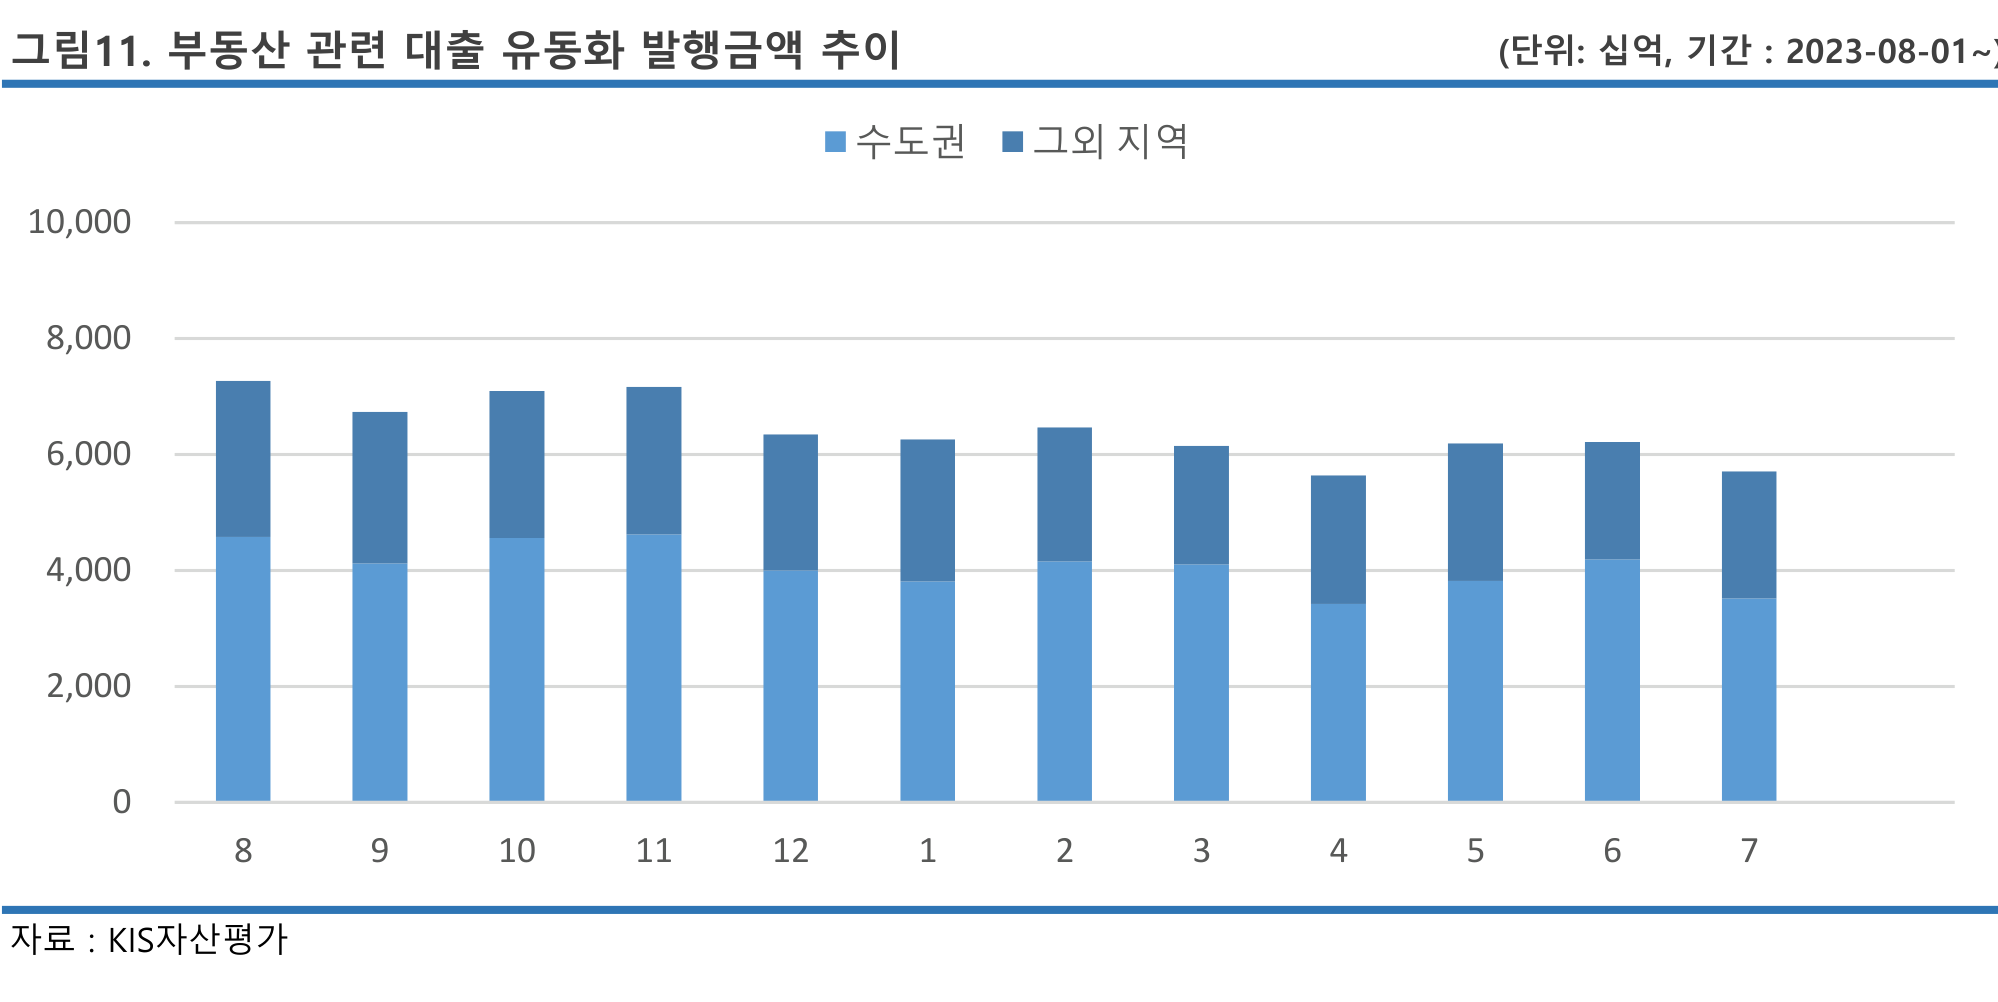 그림11. 부동산 관련 대출 유동화 발행금액 추이
(단위: 십억, 기간 : 2023-08-01~)
수도권 그외 지역
10,000
8,000
6,000
4,000
2,000
0
8 9 10 11 12 1 2 3 4 5 6 7
자료 : KIS자산평가